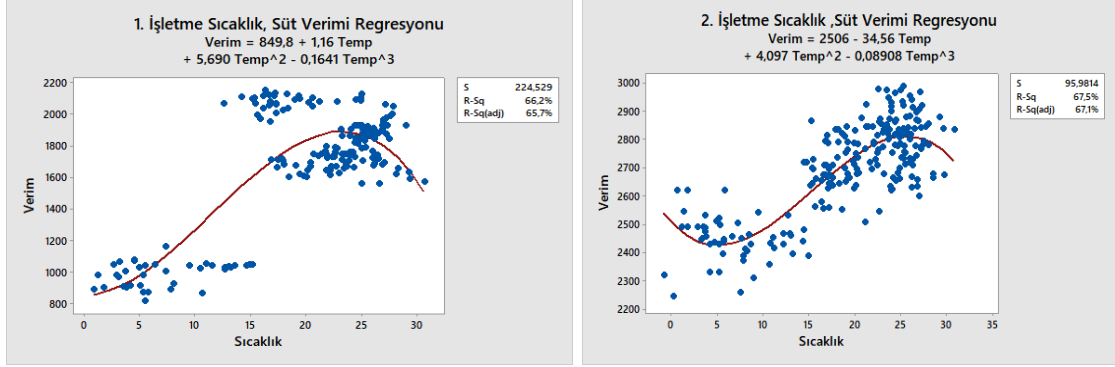 1. İşletme Sıcaklık, Süt Verimi Regresyonu
Verim = 849,8 + 1,16 Temp
+ 5,690 Temp^2 - 0,1641 Temp^3
S 224,529
R-Sq 66,2%
R-Sq(adj) 65,7%
2200
2000
1800
1600
1400
1200
1000
800
Verim
0 5 10 15 20 25 30
Sıcaklık
2. İşletme Sıcaklık ,Süt Verimi Regresyonu
Verim = 2506 - 34,56 Temp
+ 4,097 Temp^2 - 0,08908 Temp^3
S 95,9814
R-Sq 67,5%
R-Sq(adj) 67,1%
3000
2900
2800
2700
2600
2500
2400
2300
2200
Verim
0 5 10 15 20 25 30 35
Sıcaklık